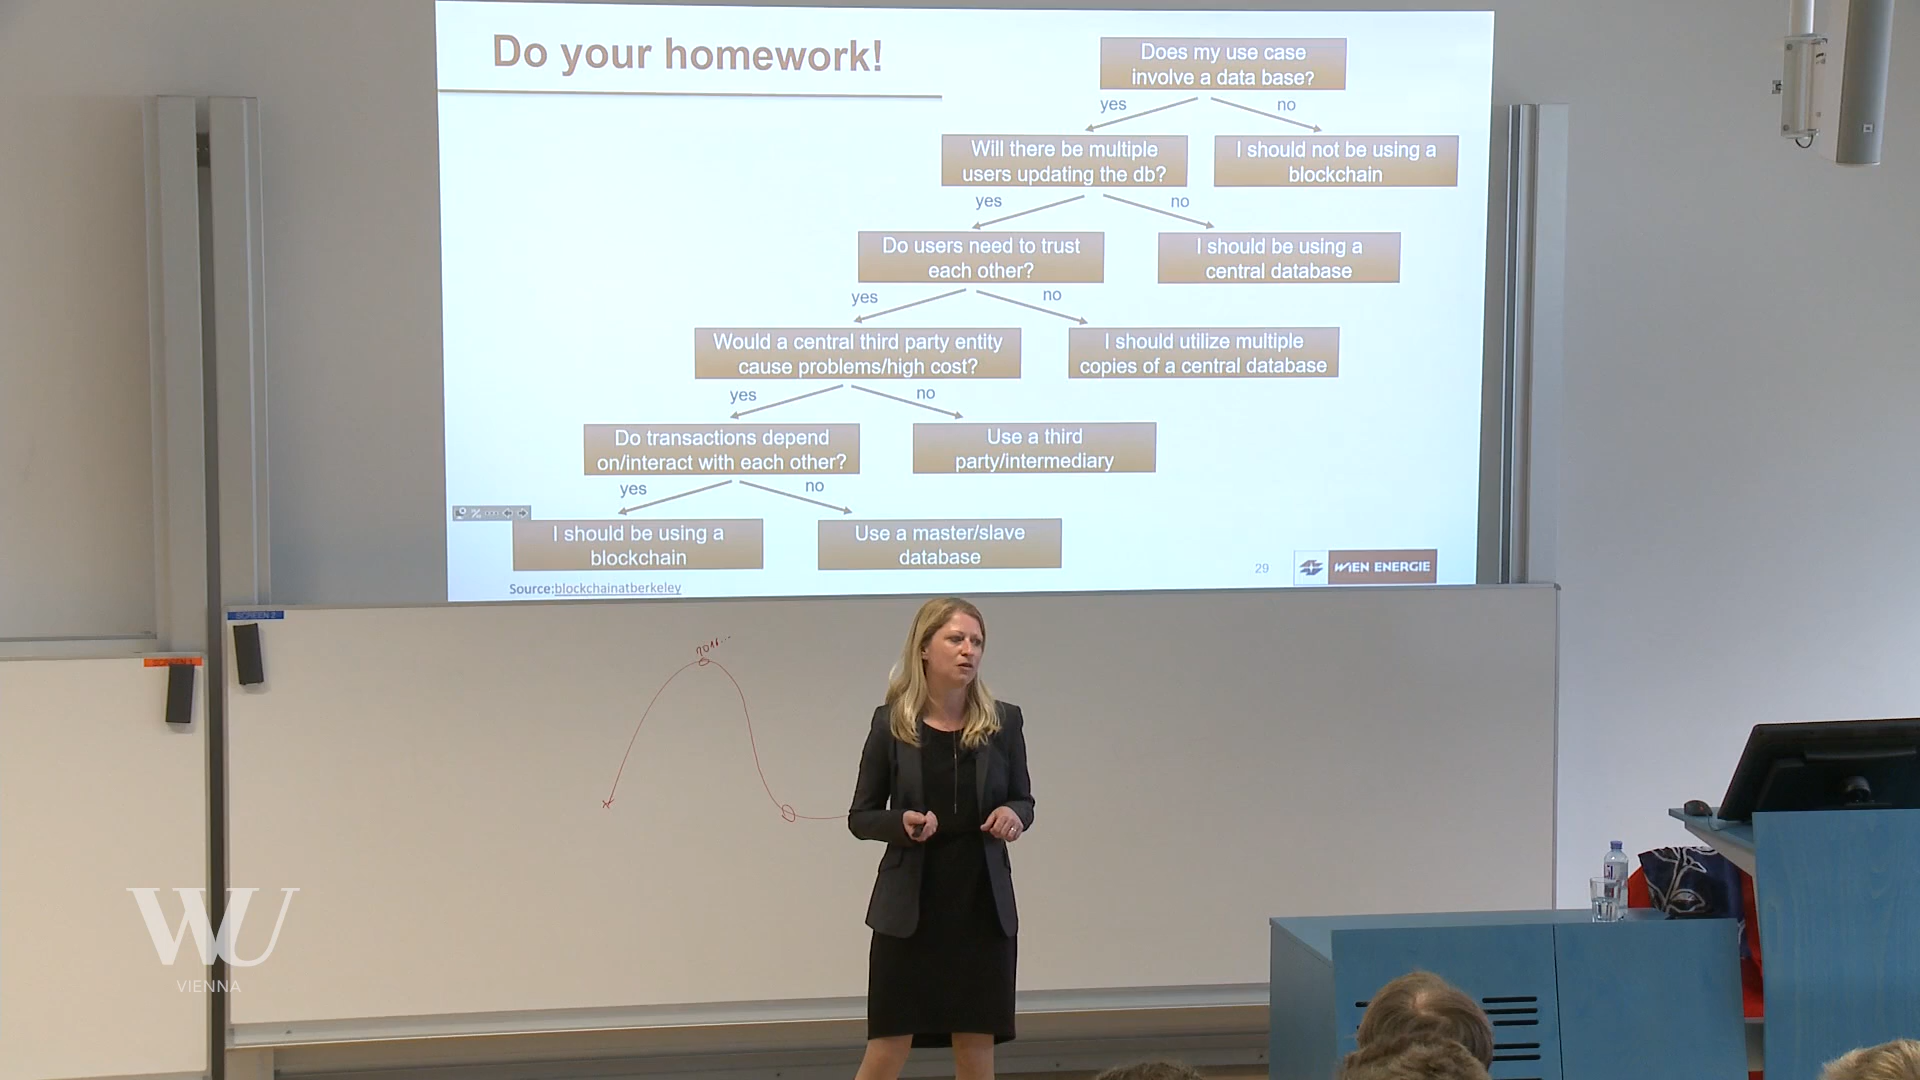 Do your homework!
Does my use case
involve a data base?
yes
no
Will there be multiple
users updating the db?
I should not be using a
blockchain
yes
no
Do users need to trust
each other?
I should be using a
central database
yes
no
Would a central third party entity
cause problems/high cost?
I should utilize multiple
copies of a central database
yes
no
Do transactions depend
on/interact with each other?
Use a third
party/intermediary
yes
no
I should be using a
blockchain
Use a master/slave
database
29
WIEN ENERGIE
Source:blockchainatberkeley
SCREEN 2
SCREEN 1
WU
VIENNA